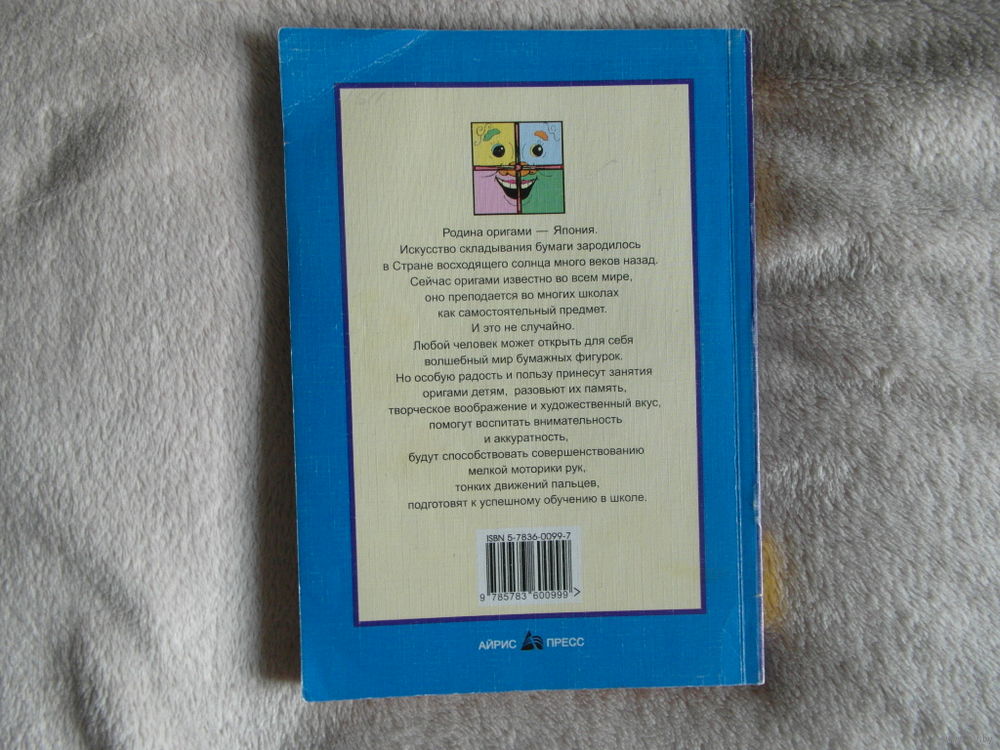 Родина оригами — Япония.
Искусство складывания бумаги зародилось
в Стране восходящего солнца много веков назад.
Сейчас оригами известно во всем мире,
оно преподается во многих школах
как самостоятельный предмет.
И это не случайно.
Любой человек может открыть для себя
волшебный мир бумажных фигурок.
Но особую радость и пользу принесут занятия
оригами детям, разовьют их память,
творческое воображение и художественный вкус,
помогут воспитать внимательность
и аккуратность,
будут способствовать совершенствованию
мелкой моторики рук,
тонких движений пальцев,
подготовят к успешному обучению в школе.
ISBN 5-7836-0099-7
9 785783 600999 >
АЙРИС ПРЕСС